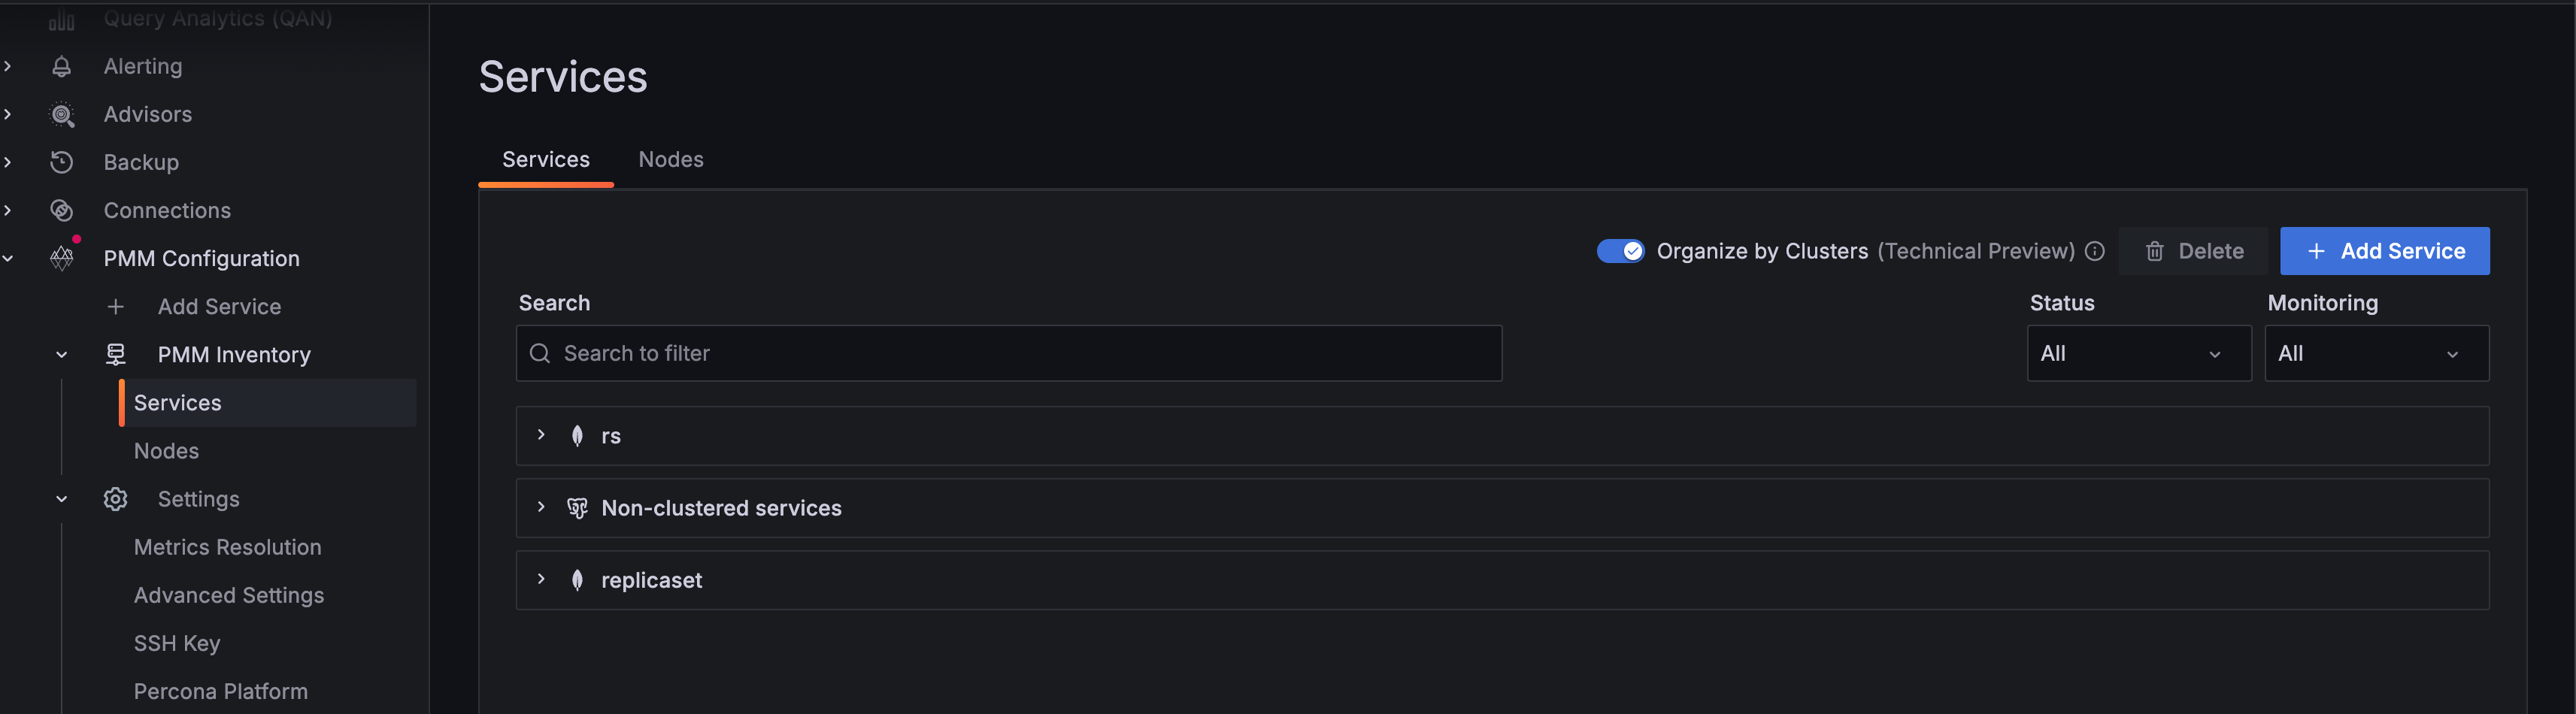 Query Analytics (QAN)
Alerting
Advisors
Backup
Connections
PMM Configuration
Add Service
PMM Inventory
Services
Nodes
Settings
Metrics Resolution
Advanced Settings
SSH Key
Percona Platform
Services
Services Nodes
Organize by Clusters (Technical Preview) Delete Add Service
Search Status Monitoring
Search to filter All All
rs
Non-clustered services
replicaset